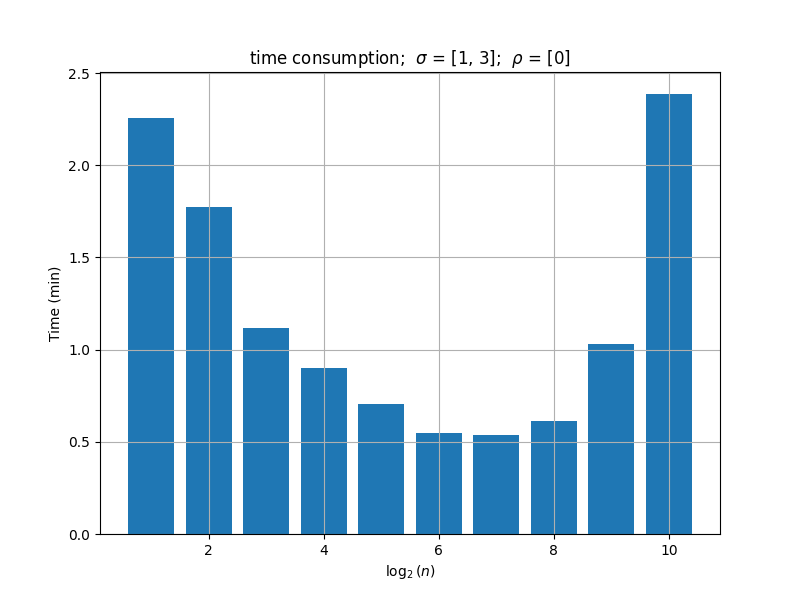 time consumption; σ = [1, 3]; ρ = [0]
2.5
2.0
1.5
1.0
0.5
0.0
Time (min)
2 4 6 8 10
log₂(n)